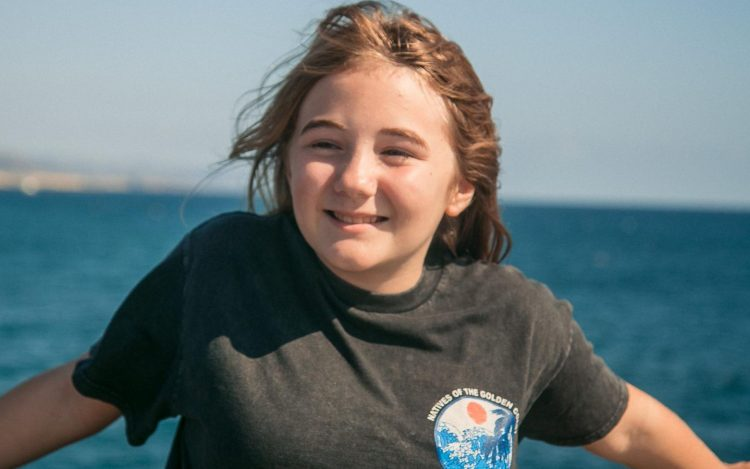 NATIVES OF THE GOLDEN